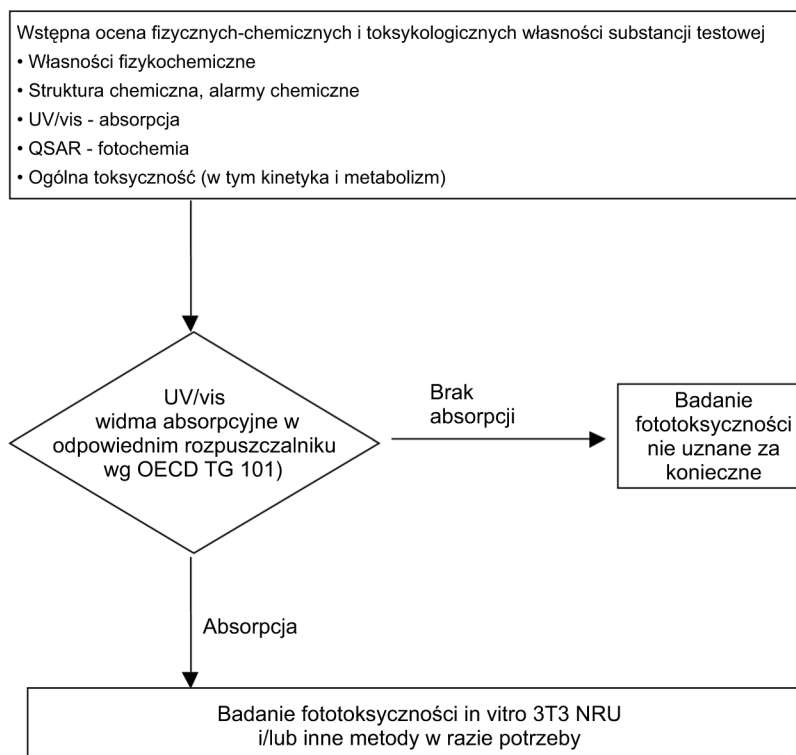 Wstępna ocena fizycznych-chemicznych i toksykologicznych własności substancji testowej
• Własności fizykochemiczne
• Struktura chemiczna, alarmy chemiczne
• UV/vis - absorpcja
• QSAR - fotochemia
• Ogólna toksyczność (w tym kinetyka i metabolizm)
UV/vis
widma absorpcyjne w
odpowiednim rozpuszczalniku
wg OECD TG 101)
Brak
absorpcji
Badanie
fototoksyczności
nie uznane za
konieczne
Absorpcja
Badanie fototoksyczności in vitro 3T3 NRU
i/lub inne metody w razie potrzeby